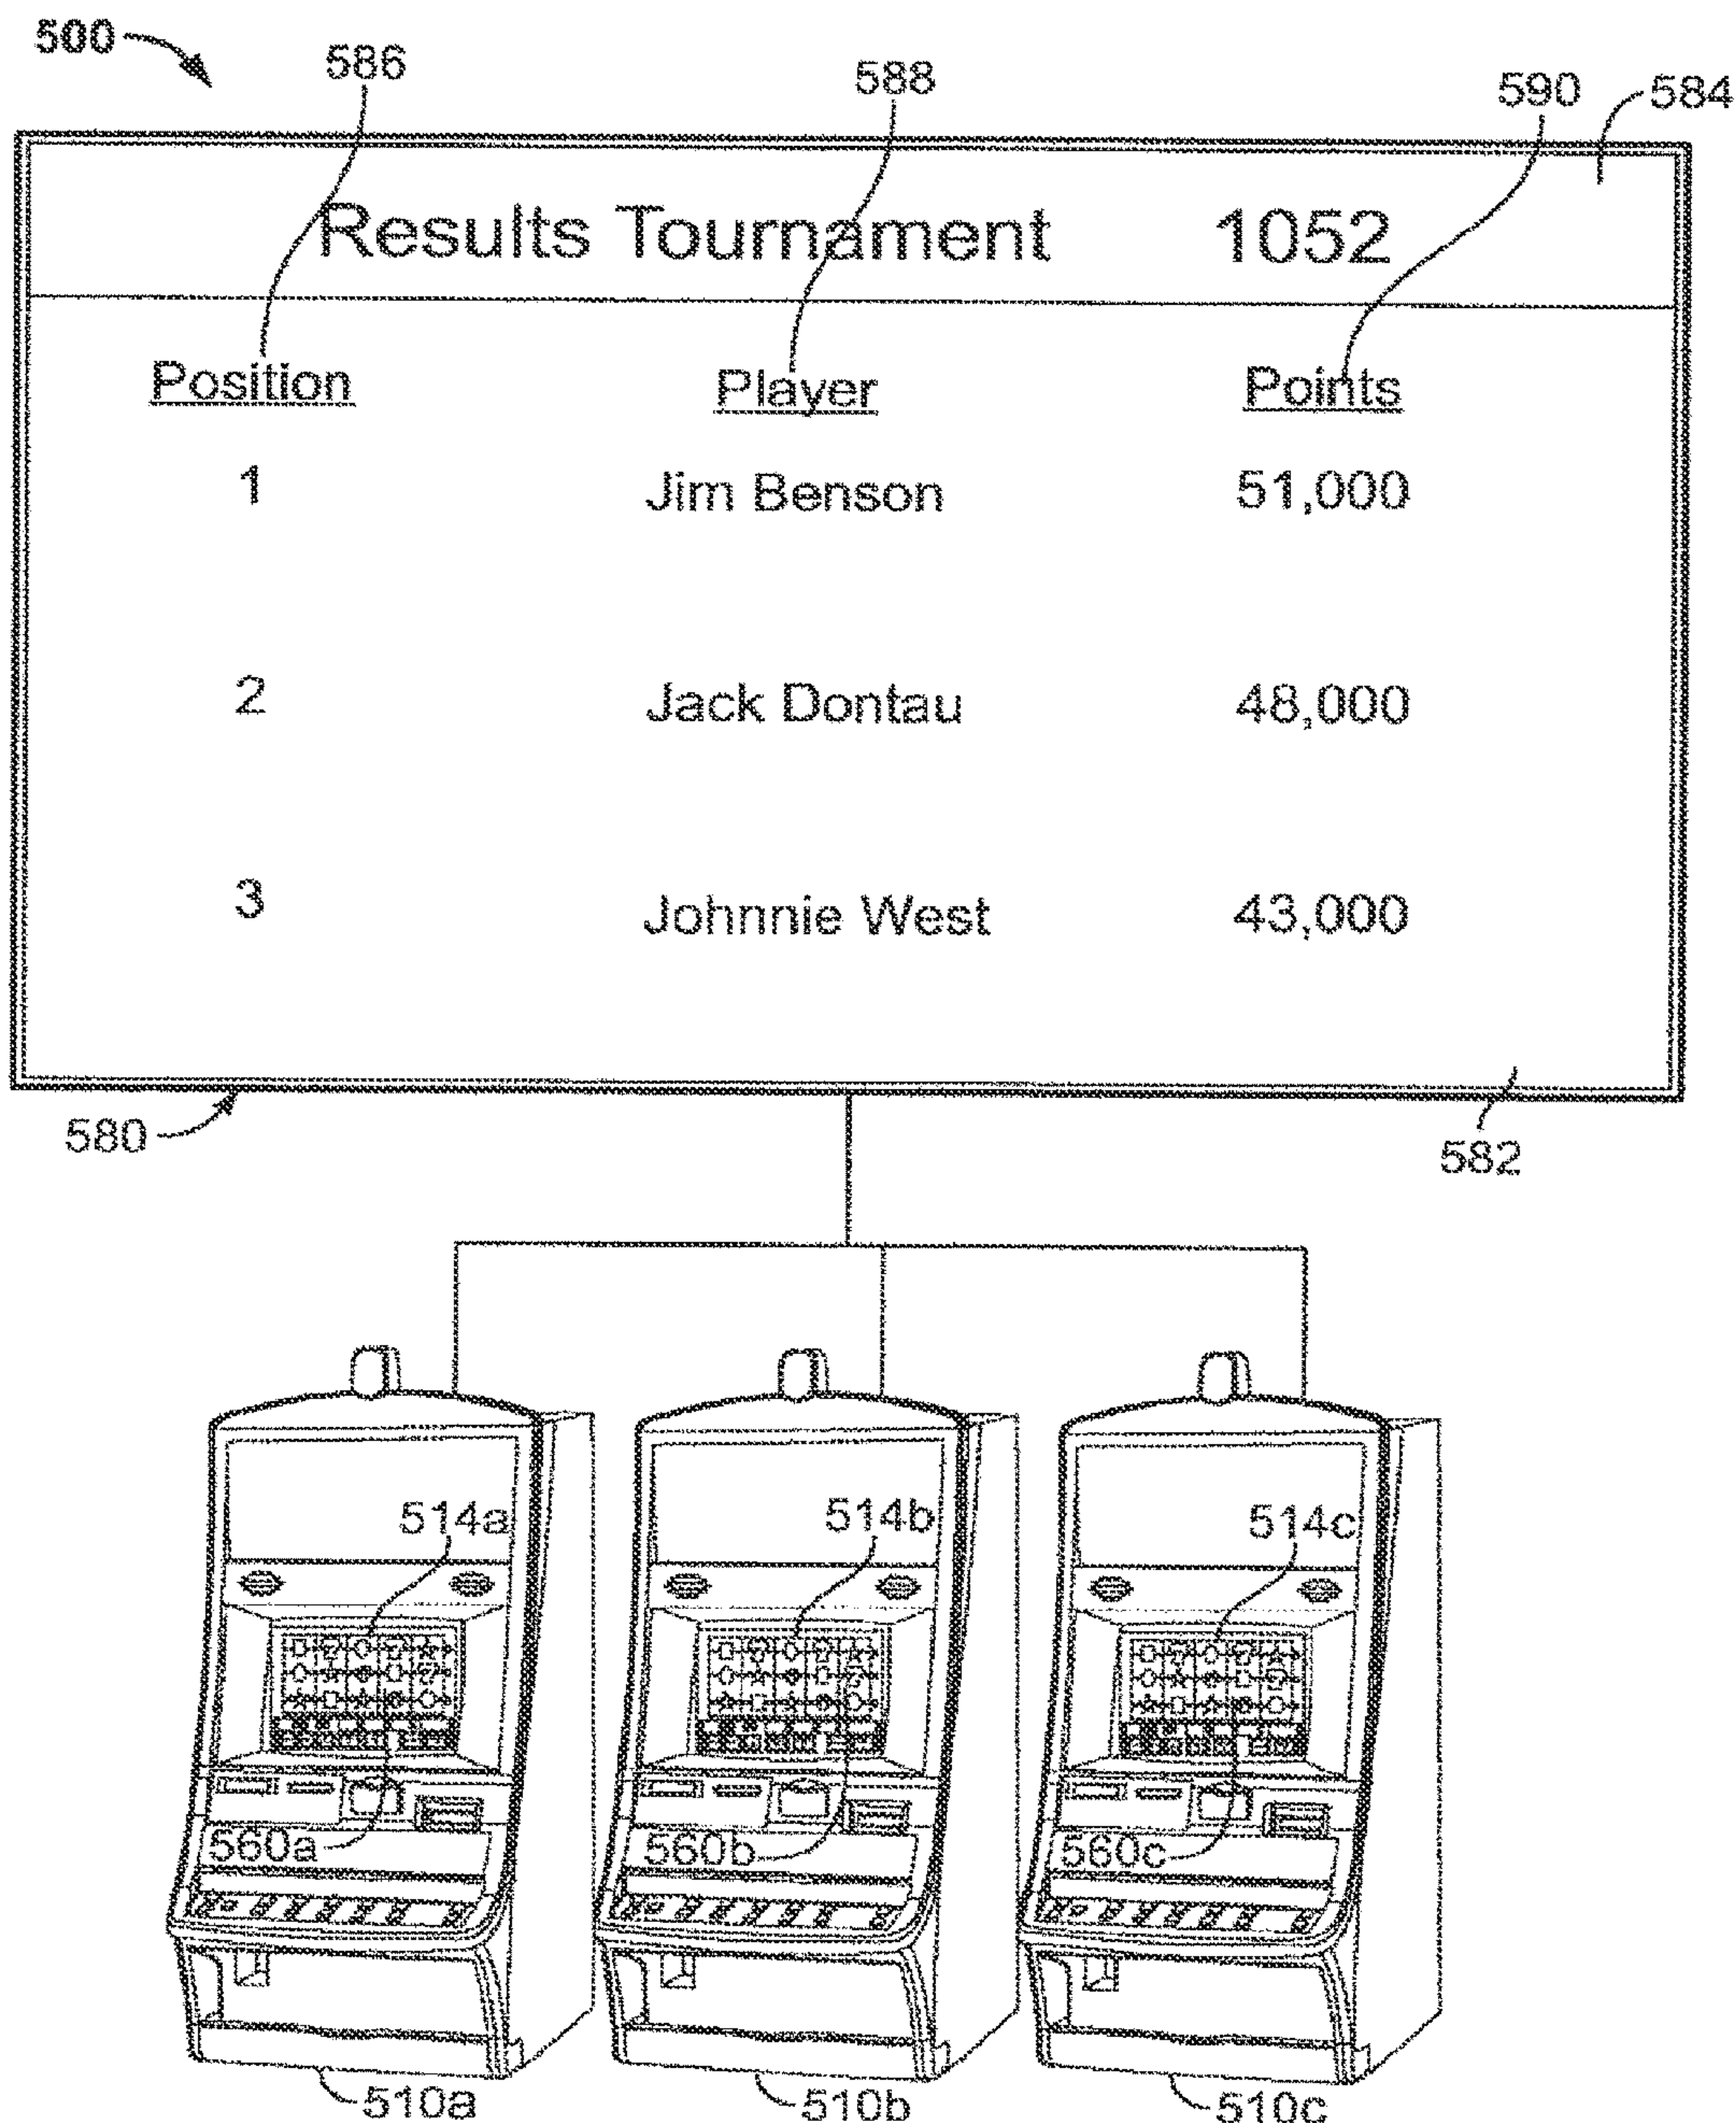 500
586
588
590
584
Results Tournament 1052
Position Player Points
1 Jim Benson 51,000
2 Jack Dontau 48,000
3 Johnnie West 43,000
580
582
514a 514b 514c
560a 560b 560c
510a 510b 510c